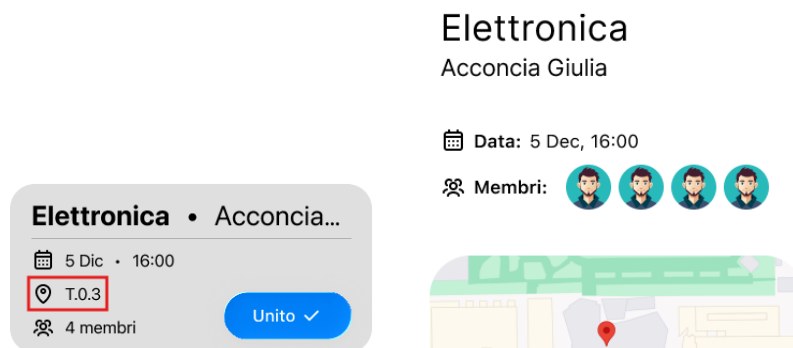 Elettronica • Acconcia...
5 Dic • 16:00
T.0.3
4 membri
Unito
Elettronica
Acconcia Giulia
Data: 5 Dec, 16:00
Membri: